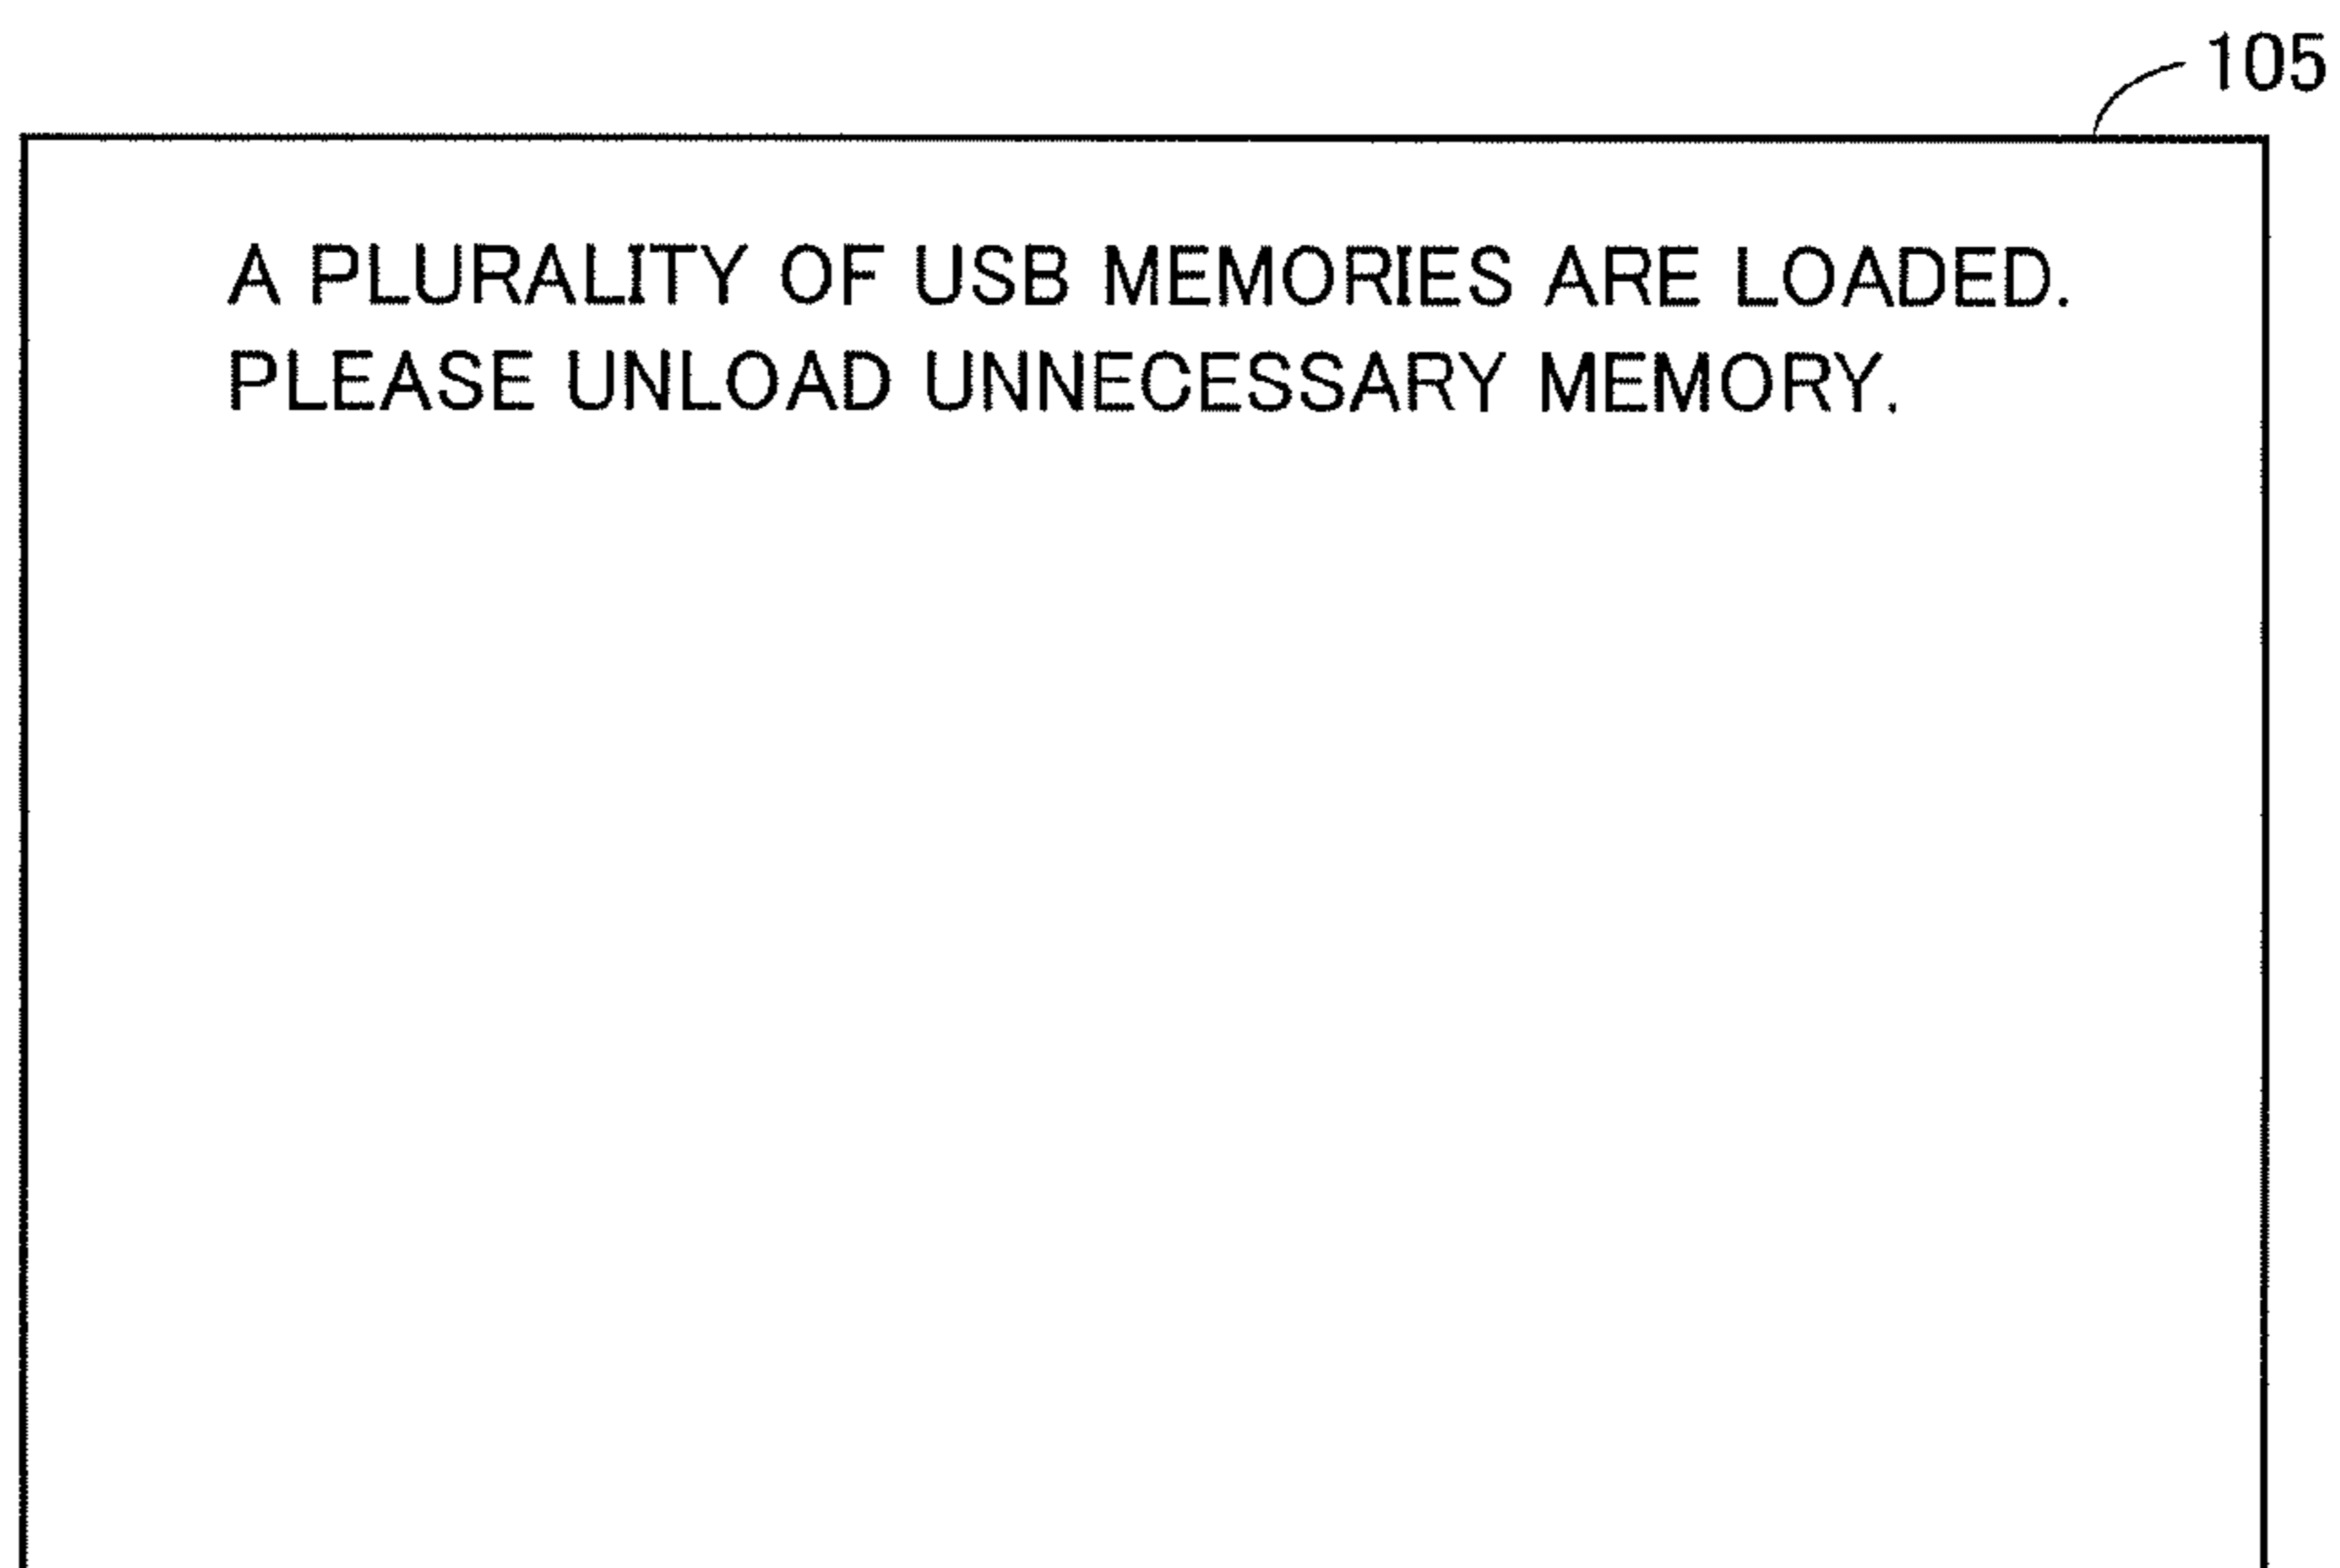 105
A PLURALITY OF USB MEMORIES ARE LOADED.
PLEASE UNLOAD UNNECESSARY MEMORY.